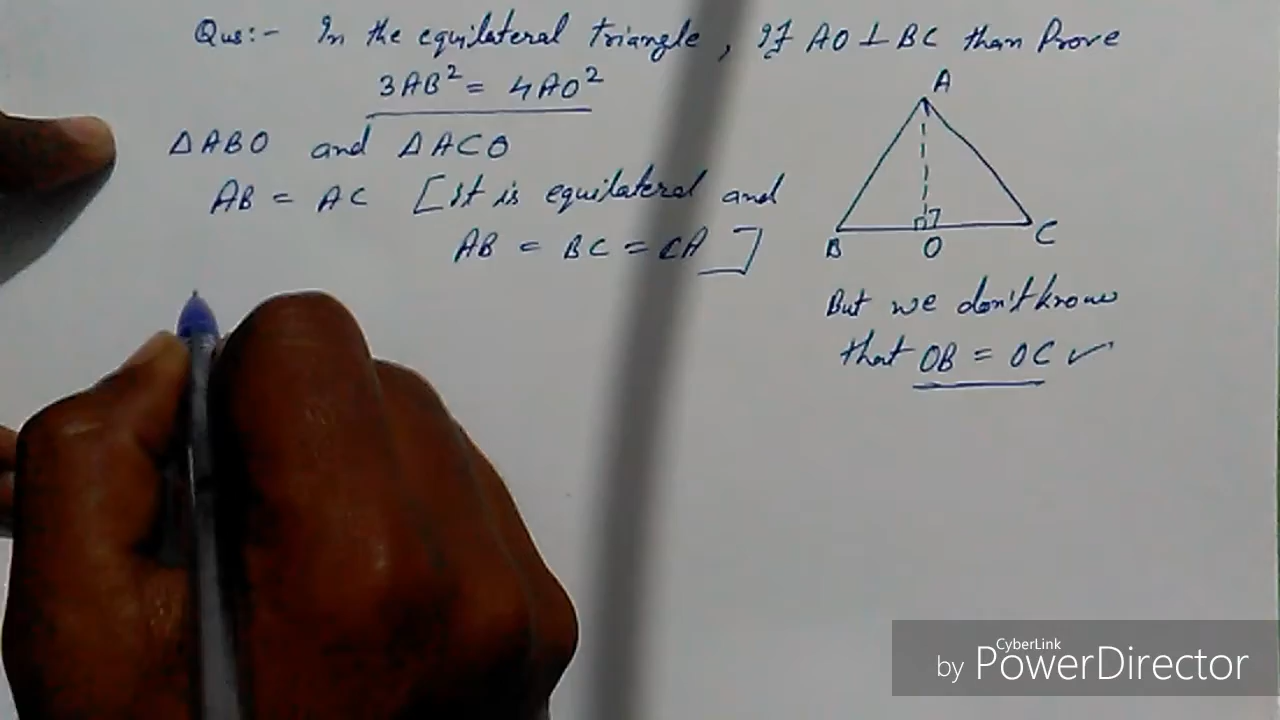 Qus:- In the equilateral triangle, If AO ⊥ BC than Prove
3AB² = 4AO²
ΔABO and ΔACO
AB = AC [It is equilateral and
AB = BC = CA]
A
B
O
C
But we don't know
that OB = OC ✓
CyberLink
by PowerDirector